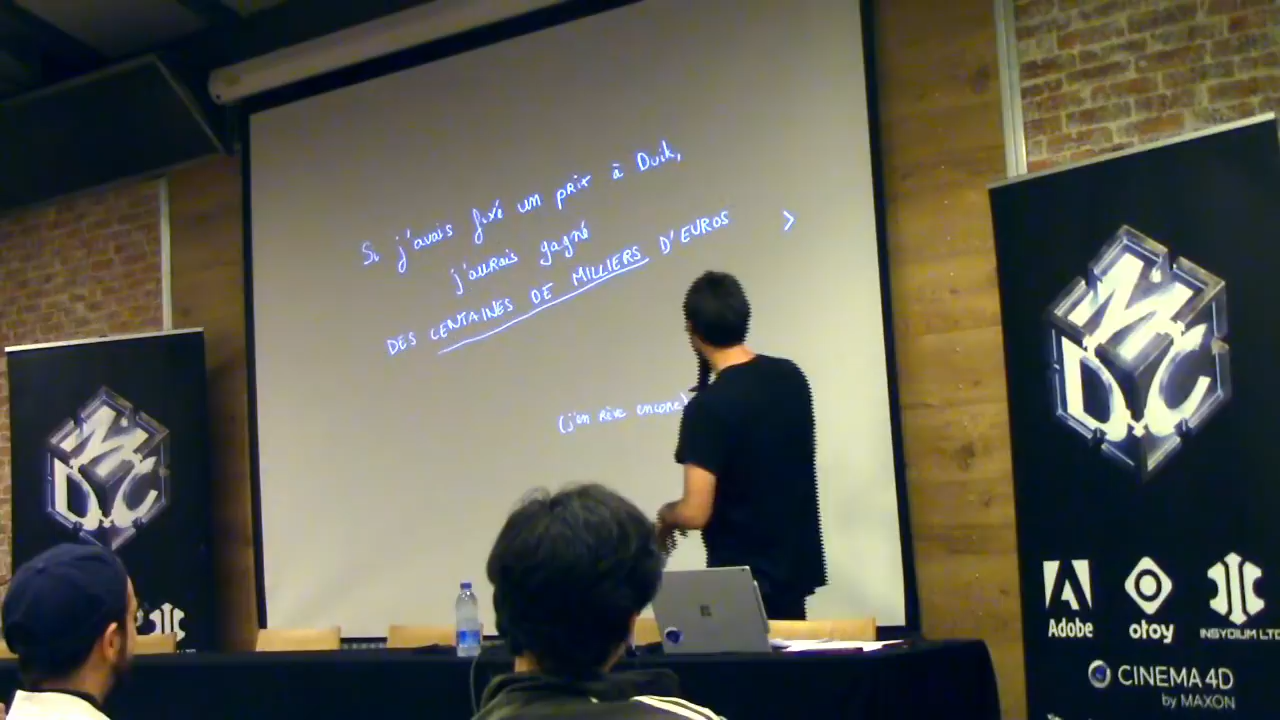 Si j'avais fixé un prix à Duik,
j'aurais gagné
DES CENTAINES DE MILLIERS D'EUROS >
(j'en rêve encore)
MDC
MDC
Adobe
otoy
INSYDIUM LTD
CINEMA 4D
by MAXON